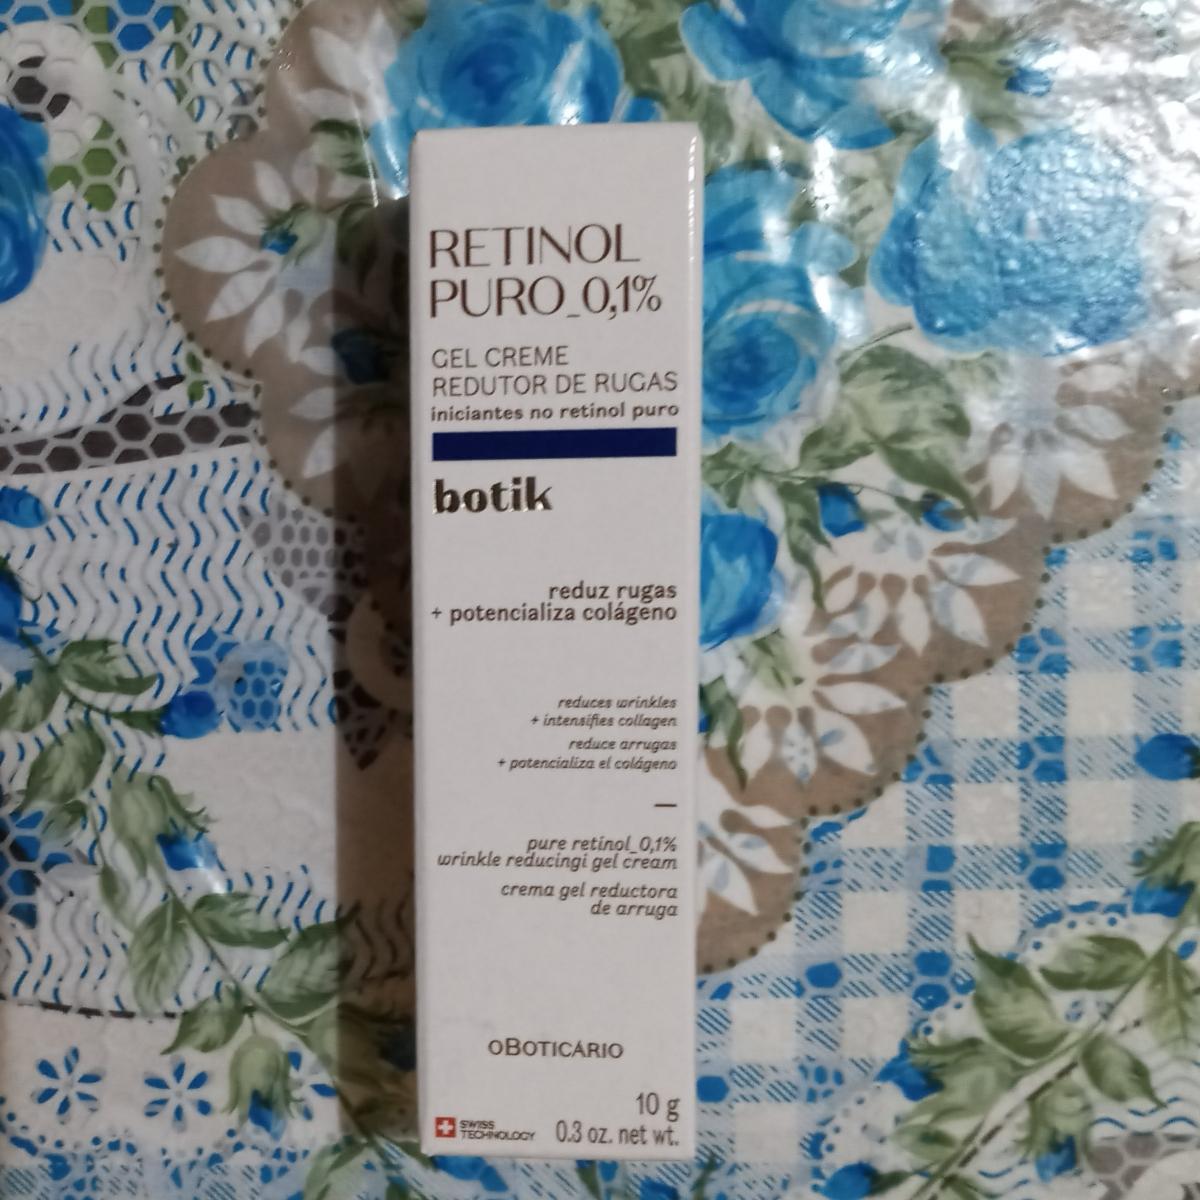 RETINOL
PURO_0,1%
GEL CREME
REDUTOR DE RUGAS
iniciantes no retinol puro
botik
reduz rugas
+ potencializa colágeno
reduces wrinkles
+ intensifies collagen
reduce arrugas
+ potencializa el colágeno
pure retinol_0,1%
wrinkle reducingi gel cream
crema gel reductora
de arruga
OBOTICÁRIO
10 g
SWISS
TECHNOLOGY
0.3 oz. net wt.